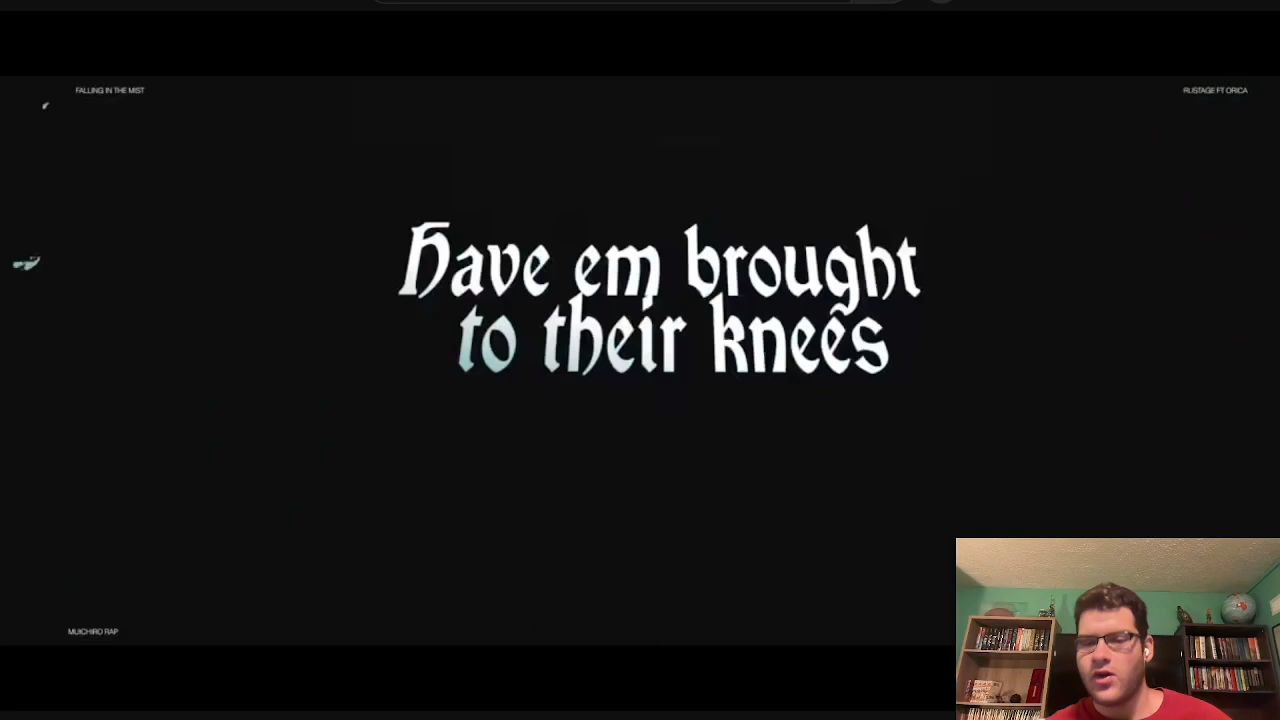 FALLING IN THE MIST
RUSTAGE FT ORICA
Have em brought
to their knees
MUICHIRO RAP